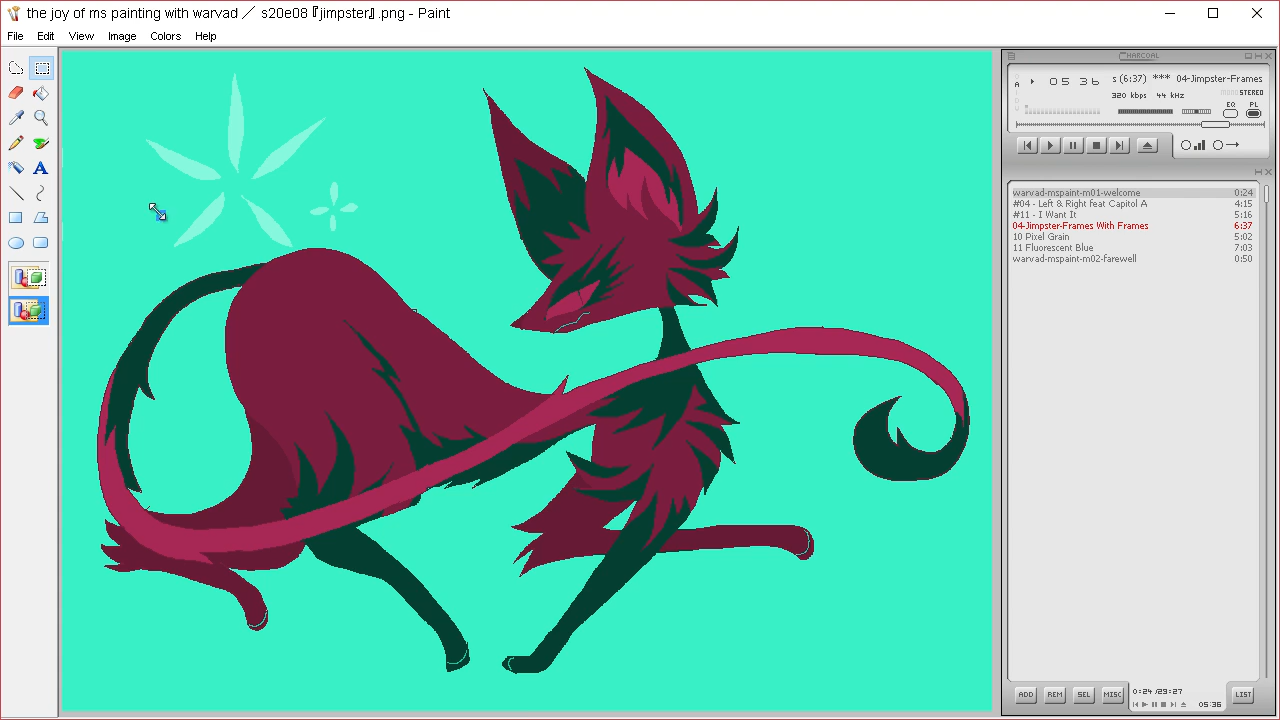 the joy of ms painting with warvad ／ s20e08『jimpster』.png - Paint
File Edit View Image Colors Help
CHARCOAL
05 36
s (6:37) *** 04-Jimpster-Frames
320 kbps 44 kHz
STEREO
EQ PL
warvad-mspaint-m01-welcome 0:24
#04 - Left & Right feat Capitol A 4:15
#11 - I Want It 5:16
04-Jimpster-Frames With Frames 6:37
10 Pixel Grain 5:02
11 Fluorescent Blue 7:03
warvad-mspaint-m02-farewell 0:50
ADD REM SEL MISC
0:24/29:27
05:36
LIST